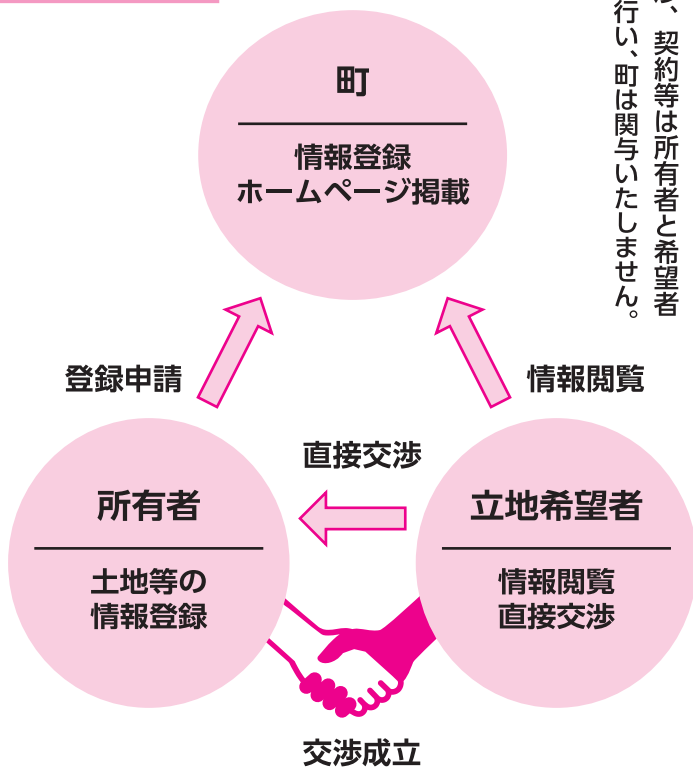 、契約等は所有者と希望者
行い、町は関与いたしません。
町
情報登録
ホームページ掲載
登録申請
情報閲覧
直接交渉
所有者
土地等の
情報登録
立地希望者
情報閲覧
直接交渉
交渉成立